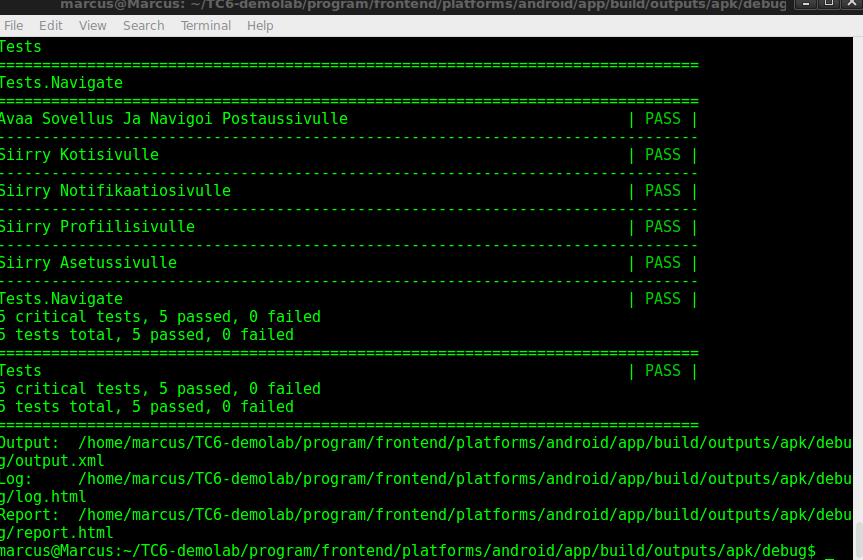 marcus@Marcus: ~/TC6-demolab/program/frontend/platforms/android/app/build/outputs/apk/debug
File Edit View Search Terminal Help
Tests
==============================================================================
Tests.Navigate
==============================================================================
Avaa Sovellus Ja Navigoi Postaussivulle | PASS |
------------------------------------------------------------------------------
Siirry Kotisivulle | PASS |
------------------------------------------------------------------------------
Siirry Notifikaatiosivulle | PASS |
------------------------------------------------------------------------------
Siirry Profiilisivulle | PASS |
------------------------------------------------------------------------------
Siirry Asetussivulle | PASS |
------------------------------------------------------------------------------
Tests.Navigate | PASS |
5 critical tests, 5 passed, 0 failed
5 tests total, 5 passed, 0 failed
==============================================================================
Tests | PASS |
5 critical tests, 5 passed, 0 failed
5 tests total, 5 passed, 0 failed
==============================================================================
Output:  /home/marcus/TC6-demolab/program/frontend/platforms/android/app/build/outputs/apk/debu
g/output.xml
Log:     /home/marcus/TC6-demolab/program/frontend/platforms/android/app/build/outputs/apk/debu
g/log.html
Report:  /home/marcus/TC6-demolab/program/frontend/platforms/android/app/build/outputs/apk/debu
g/report.html
marcus@Marcus:~/TC6-demolab/program/frontend/platforms/android/app/build/outputs/apk/debug$ _